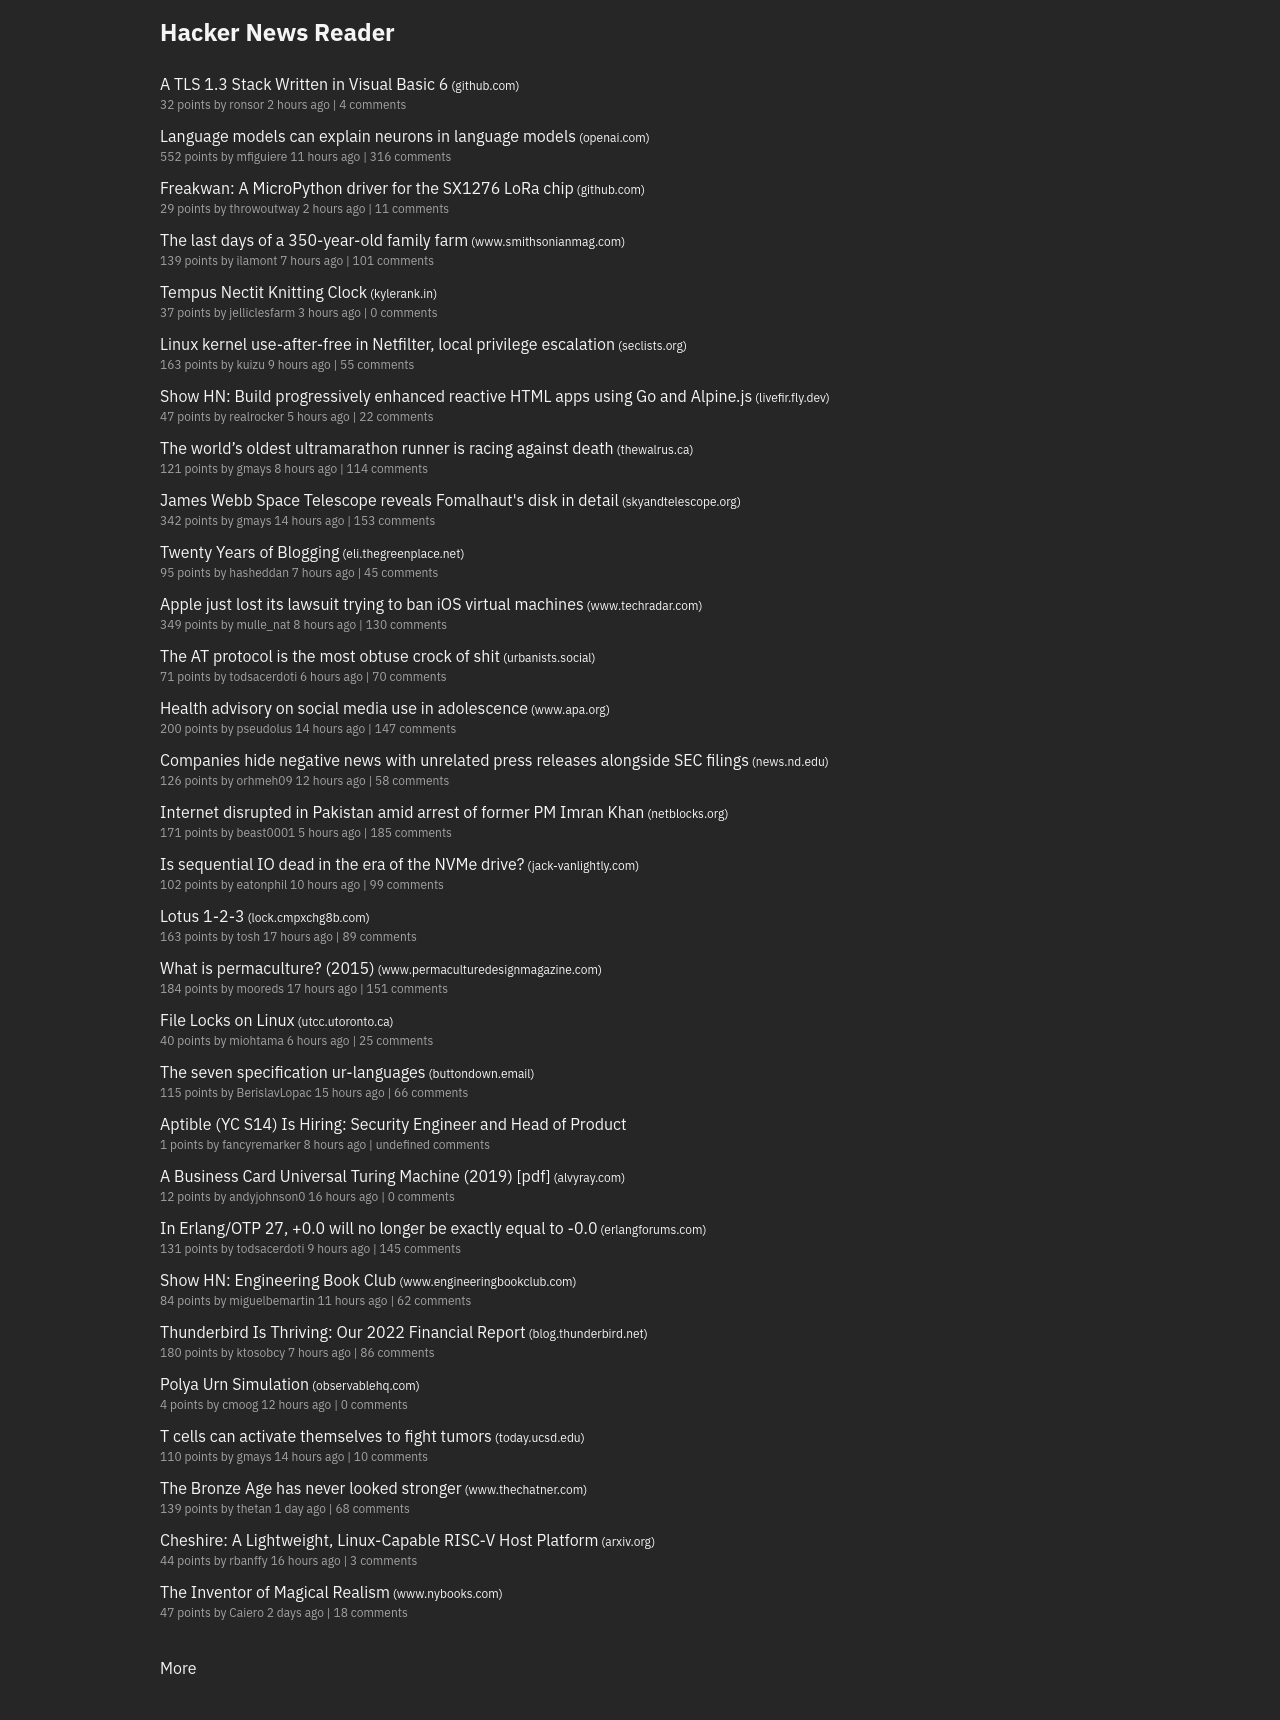 Hacker News Reader
A TLS 1.3 Stack Written in Visual Basic 6 (github.com)
32 points by ronsor 2 hours ago | 4 comments
Language models can explain neurons in language models (openai.com)
552 points by mfiguiere 11 hours ago | 316 comments
Freakwan: A MicroPython driver for the SX1276 LoRa chip (github.com)
29 points by throwoutway 2 hours ago | 11 comments
The last days of a 350-year-old family farm (www.smithsonianmag.com)
139 points by ilamont 7 hours ago | 101 comments
Tempus Nectit Knitting Clock (kylerank.in)
37 points by jelliclesfarm 3 hours ago | 0 comments
Linux kernel use-after-free in Netfilter, local privilege escalation (seclists.org)
163 points by kuizu 9 hours ago | 55 comments
Show HN: Build progressively enhanced reactive HTML apps using Go and Alpine.js (livefir.fly.dev)
47 points by realrocker 5 hours ago | 22 comments
The world’s oldest ultramarathon runner is racing against death (thewalrus.ca)
121 points by gmays 8 hours ago | 114 comments
James Webb Space Telescope reveals Fomalhaut's disk in detail (skyandtelescope.org)
342 points by gmays 14 hours ago | 153 comments
Twenty Years of Blogging (eli.thegreenplace.net)
95 points by hasheddan 7 hours ago | 45 comments
Apple just lost its lawsuit trying to ban iOS virtual machines (www.techradar.com)
349 points by mulle_nat 8 hours ago | 130 comments
The AT protocol is the most obtuse crock of shit (urbanists.social)
71 points by todsacerdoti 6 hours ago | 70 comments
Health advisory on social media use in adolescence (www.apa.org)
200 points by pseudolus 14 hours ago | 147 comments
Companies hide negative news with unrelated press releases alongside SEC filings (news.nd.edu)
126 points by orhmeh09 12 hours ago | 58 comments
Internet disrupted in Pakistan amid arrest of former PM Imran Khan (netblocks.org)
171 points by beast0001 5 hours ago | 185 comments
Is sequential IO dead in the era of the NVMe drive? (jack-vanlightly.com)
102 points by eatonphil 10 hours ago | 99 comments
Lotus 1-2-3 (lock.cmpxchg8b.com)
163 points by tosh 17 hours ago | 89 comments
What is permaculture? (2015) (www.permaculturedesignmagazine.com)
184 points by mooreds 17 hours ago | 151 comments
File Locks on Linux (utcc.utoronto.ca)
40 points by miohtama 6 hours ago | 25 comments
The seven specification ur-languages (buttondown.email)
115 points by BerislavLopac 15 hours ago | 66 comments
Aptible (YC S14) Is Hiring: Security Engineer and Head of Product
1 points by fancyremarker 8 hours ago | undefined comments
A Business Card Universal Turing Machine (2019) [pdf] (alvyray.com)
12 points by andyjohnson0 16 hours ago | 0 comments
In Erlang/OTP 27, +0.0 will no longer be exactly equal to -0.0 (erlangforums.com)
131 points by todsacerdoti 9 hours ago | 145 comments
Show HN: Engineering Book Club (www.engineeringbookclub.com)
84 points by miguelbemartin 11 hours ago | 62 comments
Thunderbird Is Thriving: Our 2022 Financial Report (blog.thunderbird.net)
180 points by ktosobcy 7 hours ago | 86 comments
Polya Urn Simulation (observablehq.com)
4 points by cmoog 12 hours ago | 0 comments
T cells can activate themselves to fight tumors (today.ucsd.edu)
110 points by gmays 14 hours ago | 10 comments
The Bronze Age has never looked stronger (www.thechatner.com)
139 points by thetan 1 day ago | 68 comments
Cheshire: A Lightweight, Linux-Capable RISC-V Host Platform (arxiv.org)
44 points by rbanffy 16 hours ago | 3 comments
The Inventor of Magical Realism (www.nybooks.com)
47 points by Caiero 2 days ago | 18 comments
More